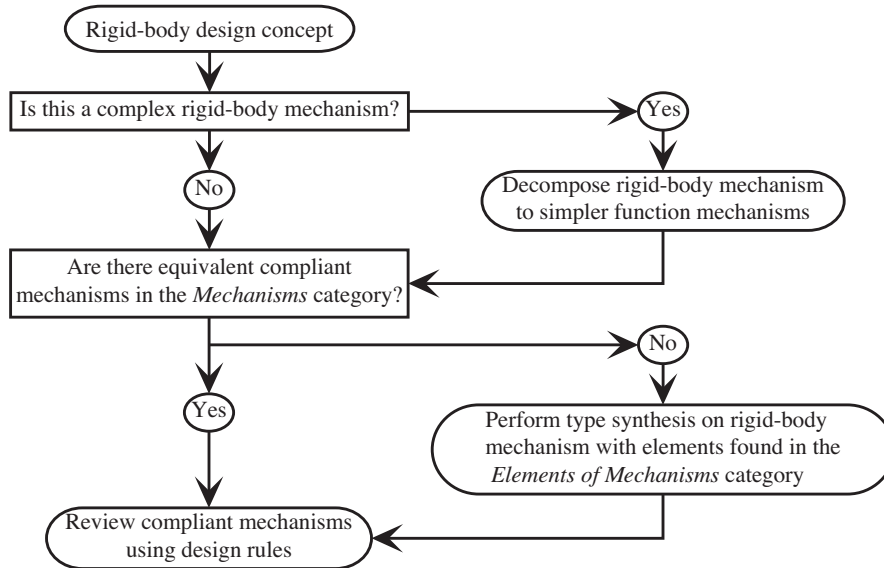 Rigid-body design concept
Is this a complex rigid-body mechanism?
Yes
No
Decompose rigid-body mechanism
to simpler function mechanisms
Are there equivalent compliant
mechanisms in the Mechanisms category?
No
Yes
Perform type synthesis on rigid-body
mechanism with elements found in the
Elements of Mechanisms category
Review compliant mechanisms
using design rules